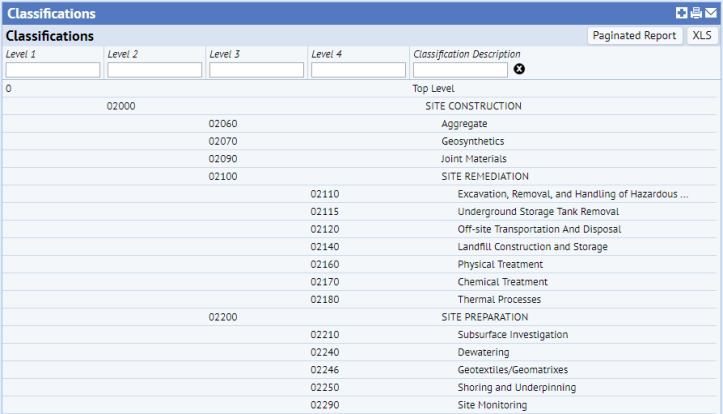 Classifications
Classifications Paginated Report XLS
Level 1 Level 2 Level 3 Level 4 Classification Description
0 Top Level
02000 SITE CONSTRUCTION
02060 Aggregate
02070 Geosynthetics
02090 Joint Materials
02100 SITE REMEDIATION
02110 Excavation, Removal, and Handling of Hazardous ...
02115 Underground Storage Tank Removal
02120 Off-site Transportation And Disposal
02140 Landfill Construction and Storage
02160 Physical Treatment
02170 Chemical Treatment
02180 Thermal Processes
02200 SITE PREPARATION
02210 Subsurface Investigation
02240 Dewatering
02246 Geotextiles/Geomatrixes
02250 Shoring and Underpinning
02290 Site Monitoring